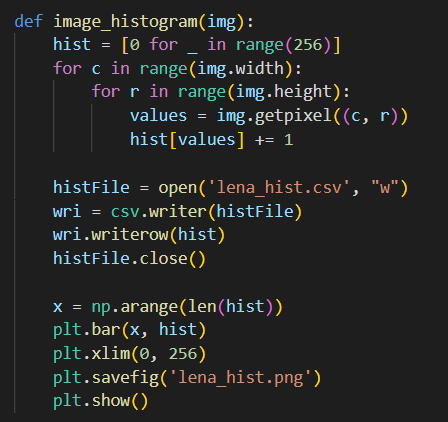 def image_histogram(img):
    hist = [0 for _ in range(256)]
    for c in range(img.width):
        for r in range(img.height):
            values = img.getpixel((c, r))
            hist[values] += 1

    histFile = open('lena_hist.csv', "w")
    wri = csv.writer(histFile)
    wri.writerow(hist)
    histFile.close()

    x = np.arange(len(hist))
    plt.bar(x, hist)
    plt.xlim(0, 256)
    plt.savefig('lena_hist.png')
    plt.show()